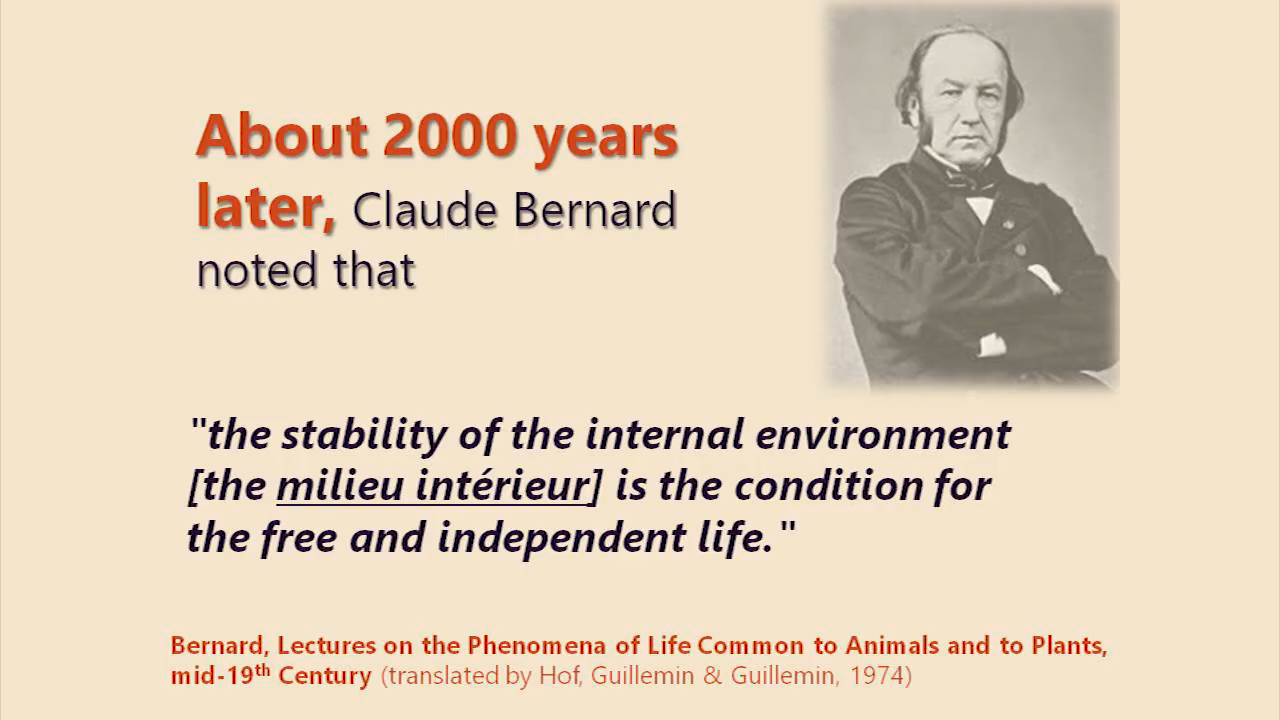 About 2000 years
later, Claude Bernard
noted that
"the stability of the internal environment
[the milieu intérieur] is the condition for
the free and independent life."
Bernard, Lectures on the Phenomena of Life Common to Animals and to Plants,
mid-19th Century (translated by Hof, Guillemin & Guillemin, 1974)